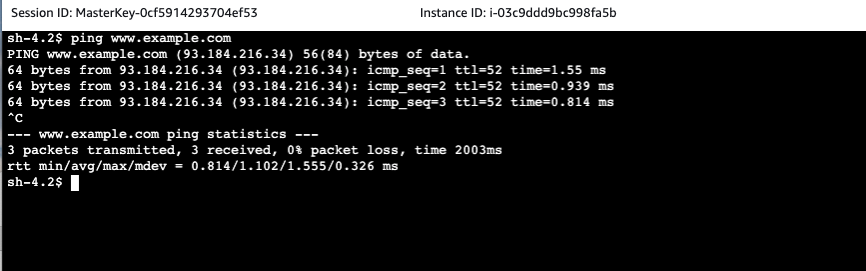 Session ID: MasterKey-0cf5914293704ef53 Instance ID: i-03c9ddd9bc998fa5b
sh-4.2$ ping www.example.com
PING www.example.com (93.184.216.34) 56(84) bytes of data.
64 bytes from 93.184.216.34 (93.184.216.34): icmp_seq=1 ttl=52 time=1.55 ms
64 bytes from 93.184.216.34 (93.184.216.34): icmp_seq=2 ttl=52 time=0.939 ms
64 bytes from 93.184.216.34 (93.184.216.34): icmp_seq=3 ttl=52 time=0.814 ms
^C
--- www.example.com ping statistics ---
3 packets transmitted, 3 received, 0% packet loss, time 2003ms
rtt min/avg/max/mdev = 0.814/1.102/1.555/0.326 ms
sh-4.2$